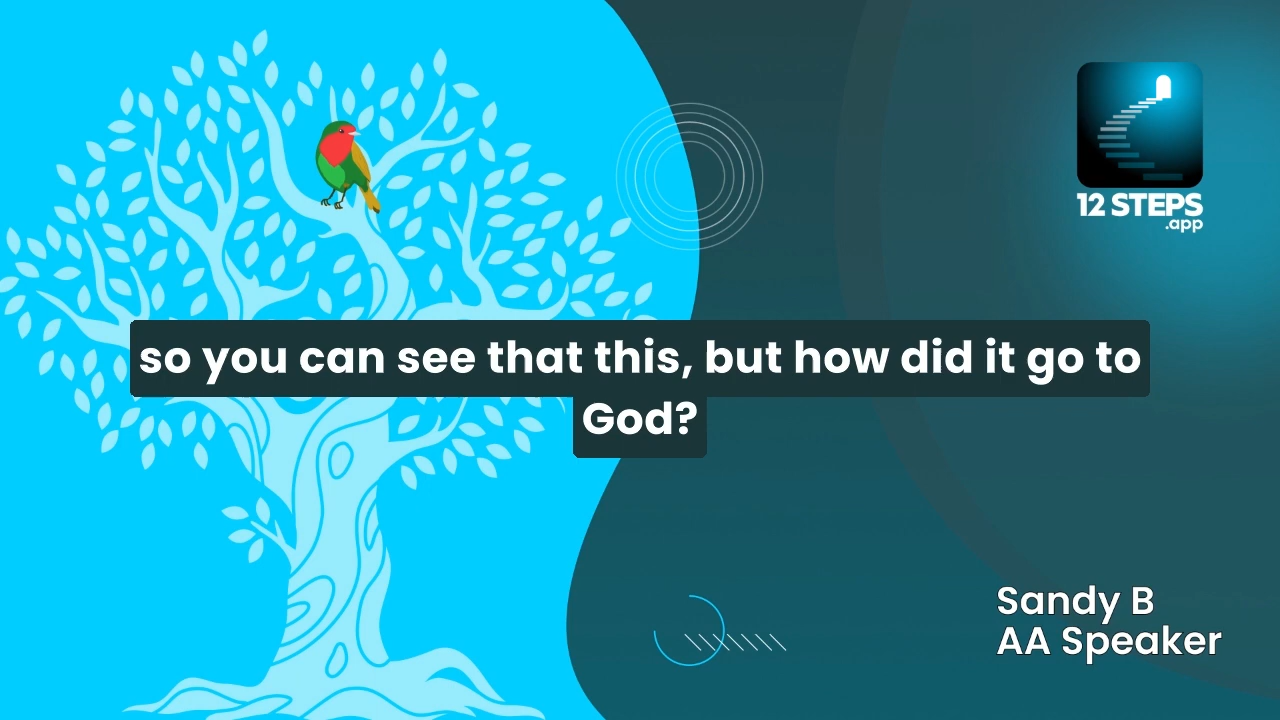 12 STEPS
.app
so you can see that this, but how did it go to
God?
Sandy B
AA Speaker